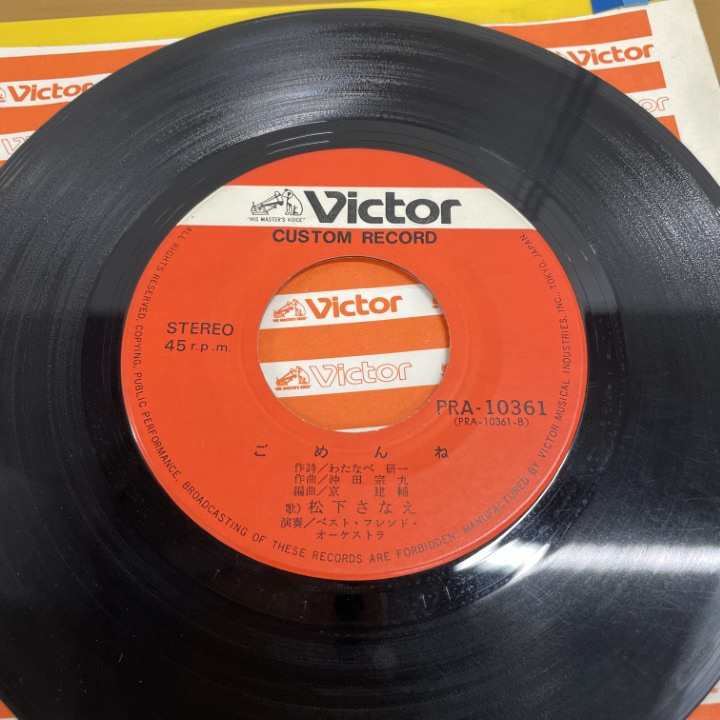 Victor
Victor
Victor
Victor
"HIS MASTER'S VOICE"
CUSTOM RECORD
STEREO
45 r.p.m.
Victor
Victor
PRA-10361
(PRA-10361-B)
ごめんね
作詩/わたなべ 研一
作曲/沖田宗丸
編曲/京 建輔
歌) 松下さなえ
演奏/ベスト・フレンド・
オーケストラ
ALL RIGHTS RESERVED. COPYING, PUBLIC PERFORMANCE, BROADCASTING OF THESE RECORDS ARE FORBIDDEN. MANUFACTURED BY VICTOR MUSICAL INDUSTRIES, INC., TOKYO, JAPAN